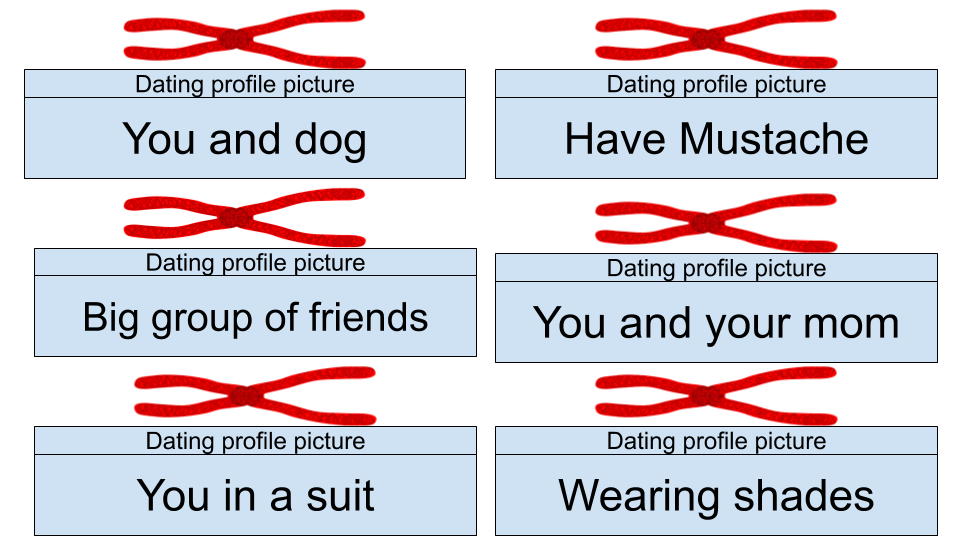 Dating profile picture
You and dog
Dating profile picture
Have Mustache
Dating profile picture
Big group of friends
Dating profile picture
You and your mom
Dating profile picture
You in a suit
Dating profile picture
Wearing shades